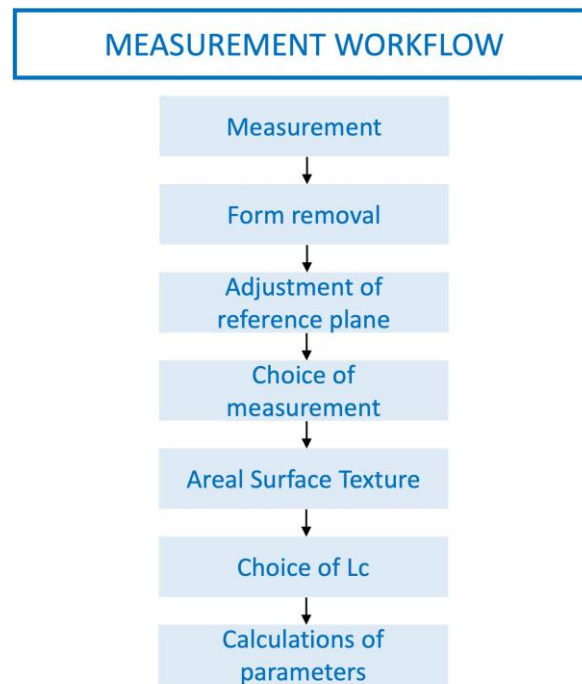 MEASUREMENT WORKFLOW
Measurement
Form removal
Adjustment of
reference plane
Choice of
measurement
Areal Surface Texture
Choice of Lc
Calculations of
parameters